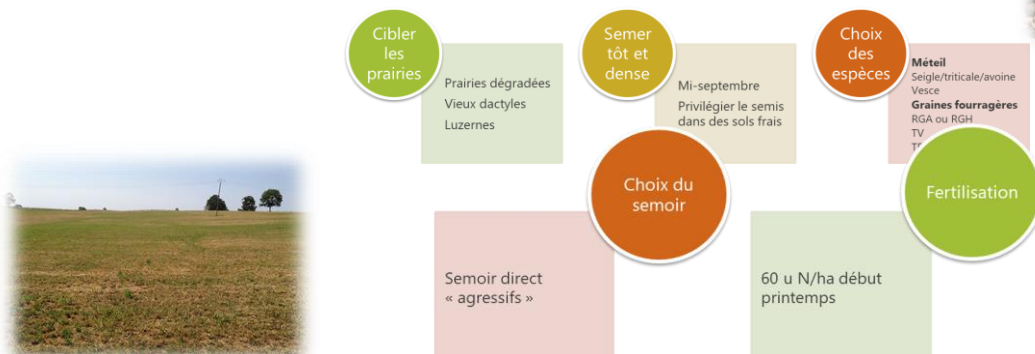 Cibler
les
prairies
Prairies dégradées
Vieux dactyles
Luzernes
Semer
tôt et
dense
Mi-septembre
Privilégier le semis
dans des sols frais
Choix
des
espèces
Méteil
Seigle/triticale/avoine
Vesce
Graines fourragères
RGA ou RGH
TV
Choix du
semoir
Semoir direct
« agressifs »
Fertilisation
60 u N/ha début
printemps